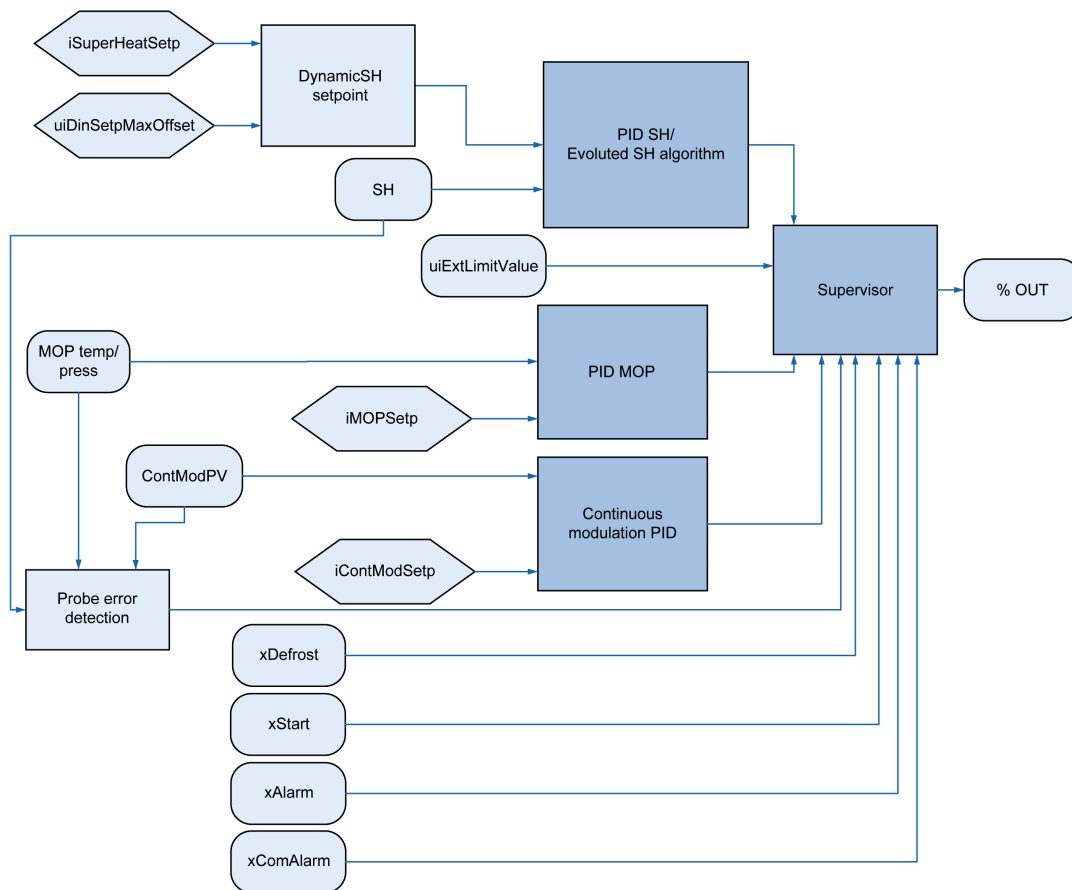 iSuperHeatSetp
DynamicSH
setpoint
uiDinSetpMaxOffset
PID SH/
Evoluted SH algorithm
SH
uiExtLimitValue
Supervisor
% OUT
MOP temp/
press
PID MOP
iMOPSetp
ContModPV
Continuous
modulation PID
iContModSetp
Probe error
detection
xDefrost
xStart
xAlarm
xComAlarm